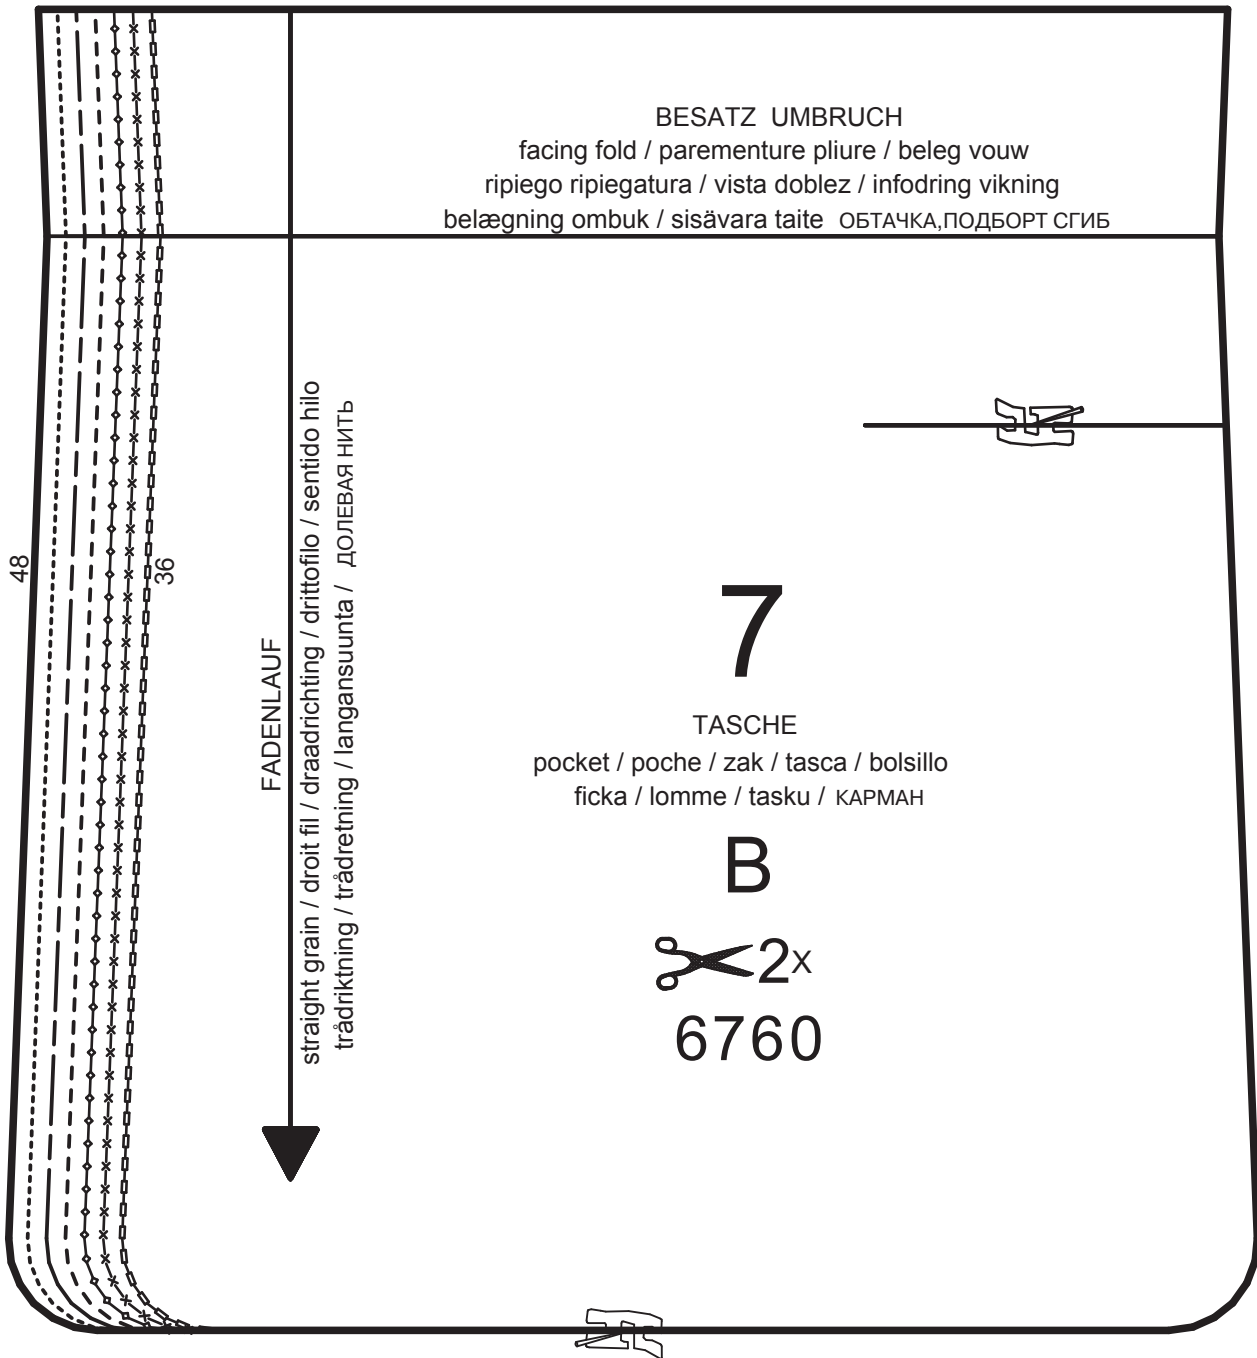 BESATZ UMBRUCH
facing fold / parementure pliure / beleg vouw
ripiego ripiegatura / vista doblez / infodring vikning
belægning ombuk / sisävara taite ОБТАЧКА,ПОДБОРТ СГИБ
48
36
FADENLAUF
straight grain / droit fil / draadrichting / drittofilo / sentido hilo
trådriktning / trådretning / langansuunta / ДОЛЕВАЯ НИТЬ
7
TASCHE
pocket / poche / zak / tasca / bolsillo
ficka / lomme / tasku / КАРМАН
B
2x
6760